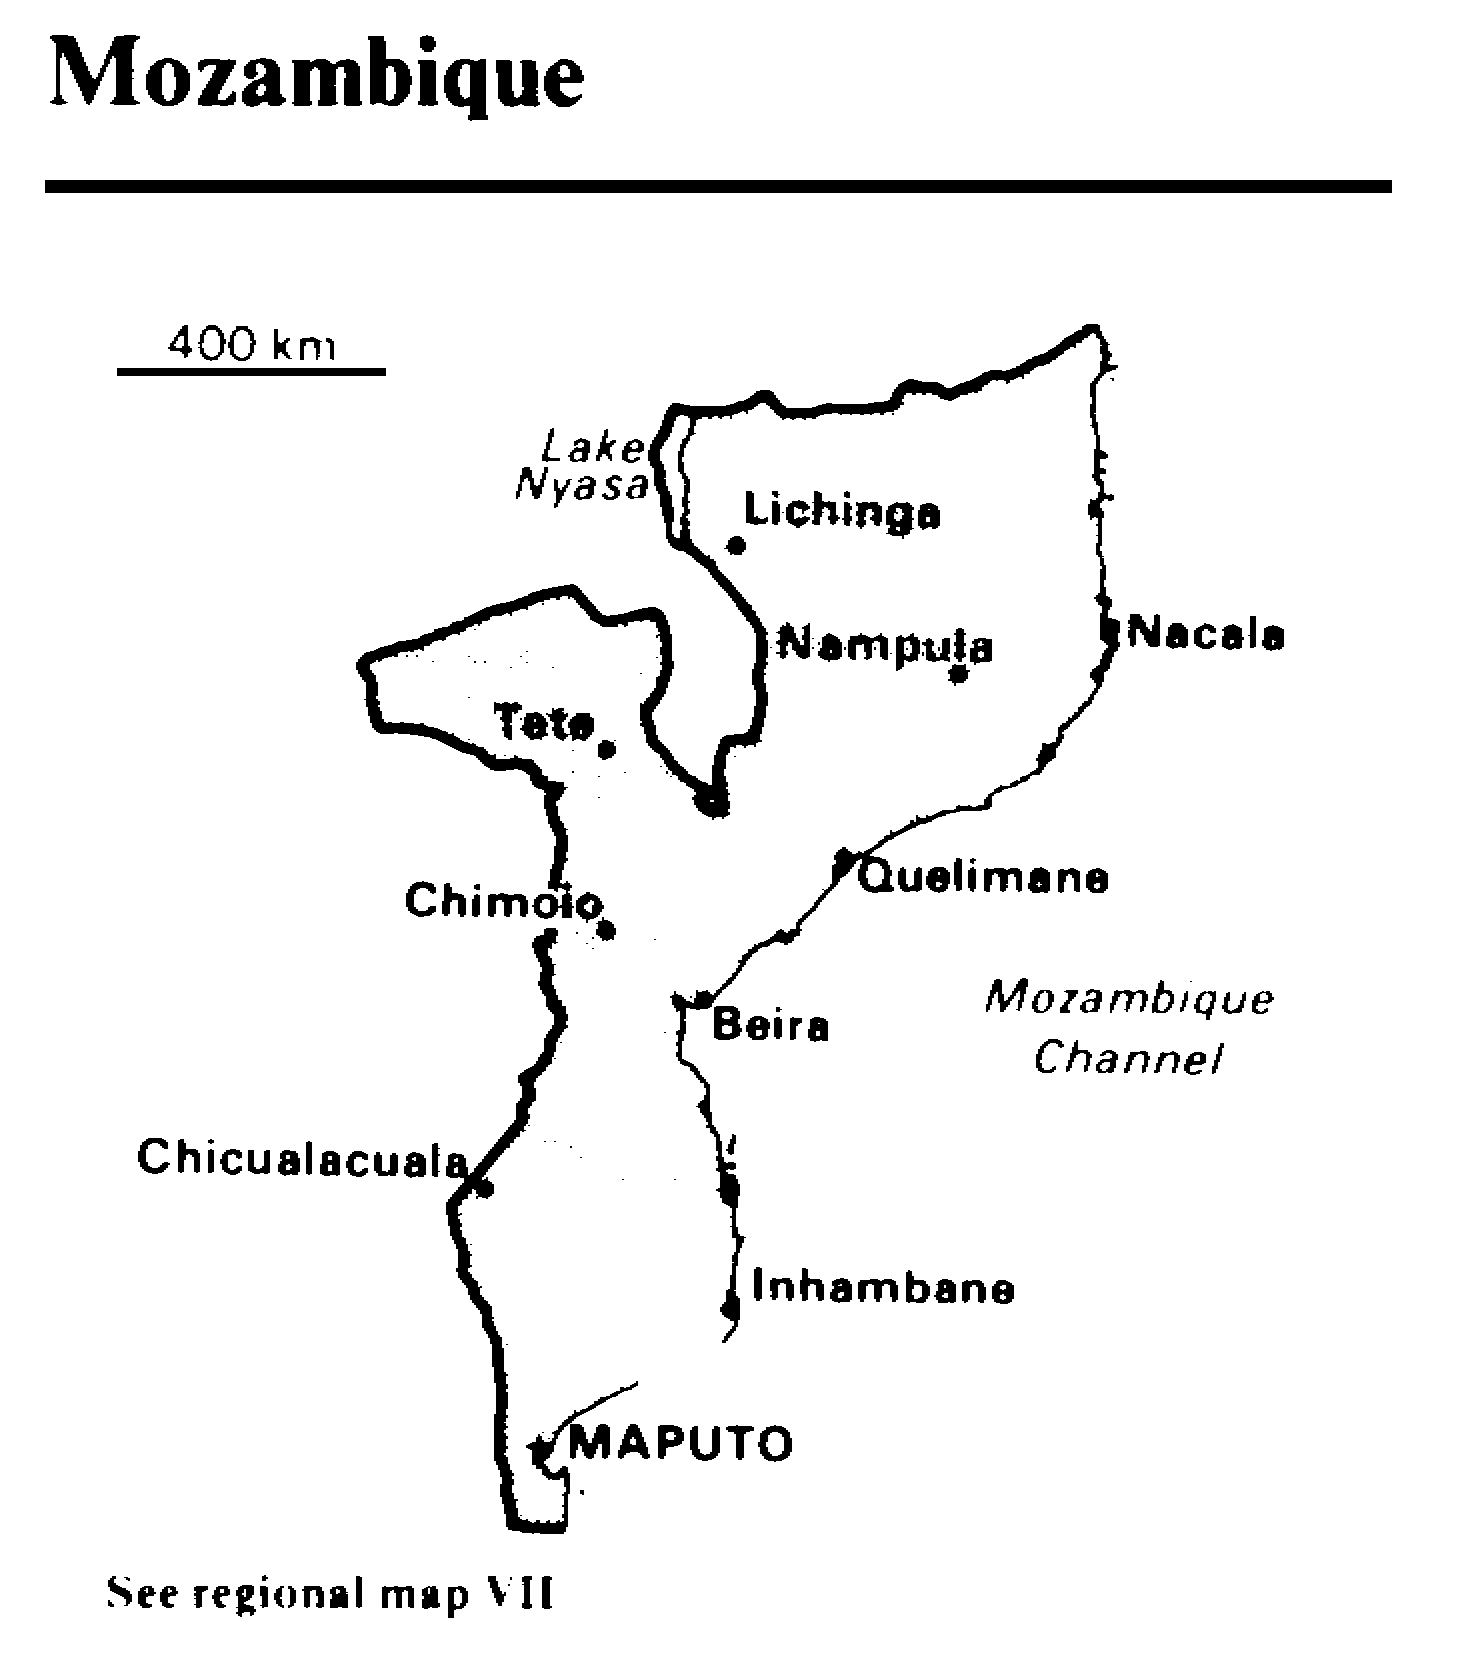 Mozambique
400 km
Lake
Nyasa
Lichinga
Nampula
Nacala
Tete
Quelimane
Chimoio
Mozambique
Channel
Beira
Chicualacuala
Inhambane
MAPUTO
See regional map VII